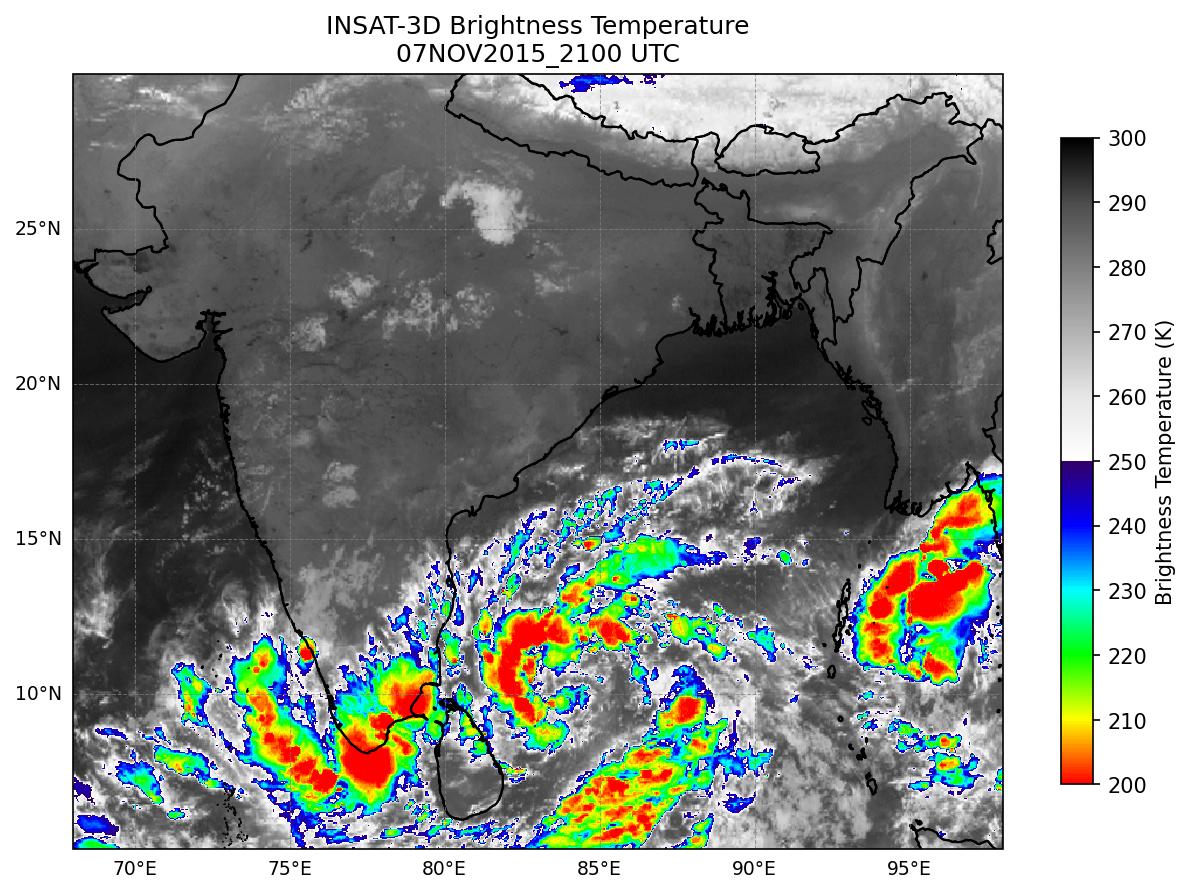 INSAT-3D Brightness Temperature
07NOV2015_2100 UTC
25°N
20°N
15°N
10°N
70°E
75°E
80°E
85°E
90°E
95°E
300
290
280
270
260
250
240
230
220
210
200
Brightness Temperature (K)